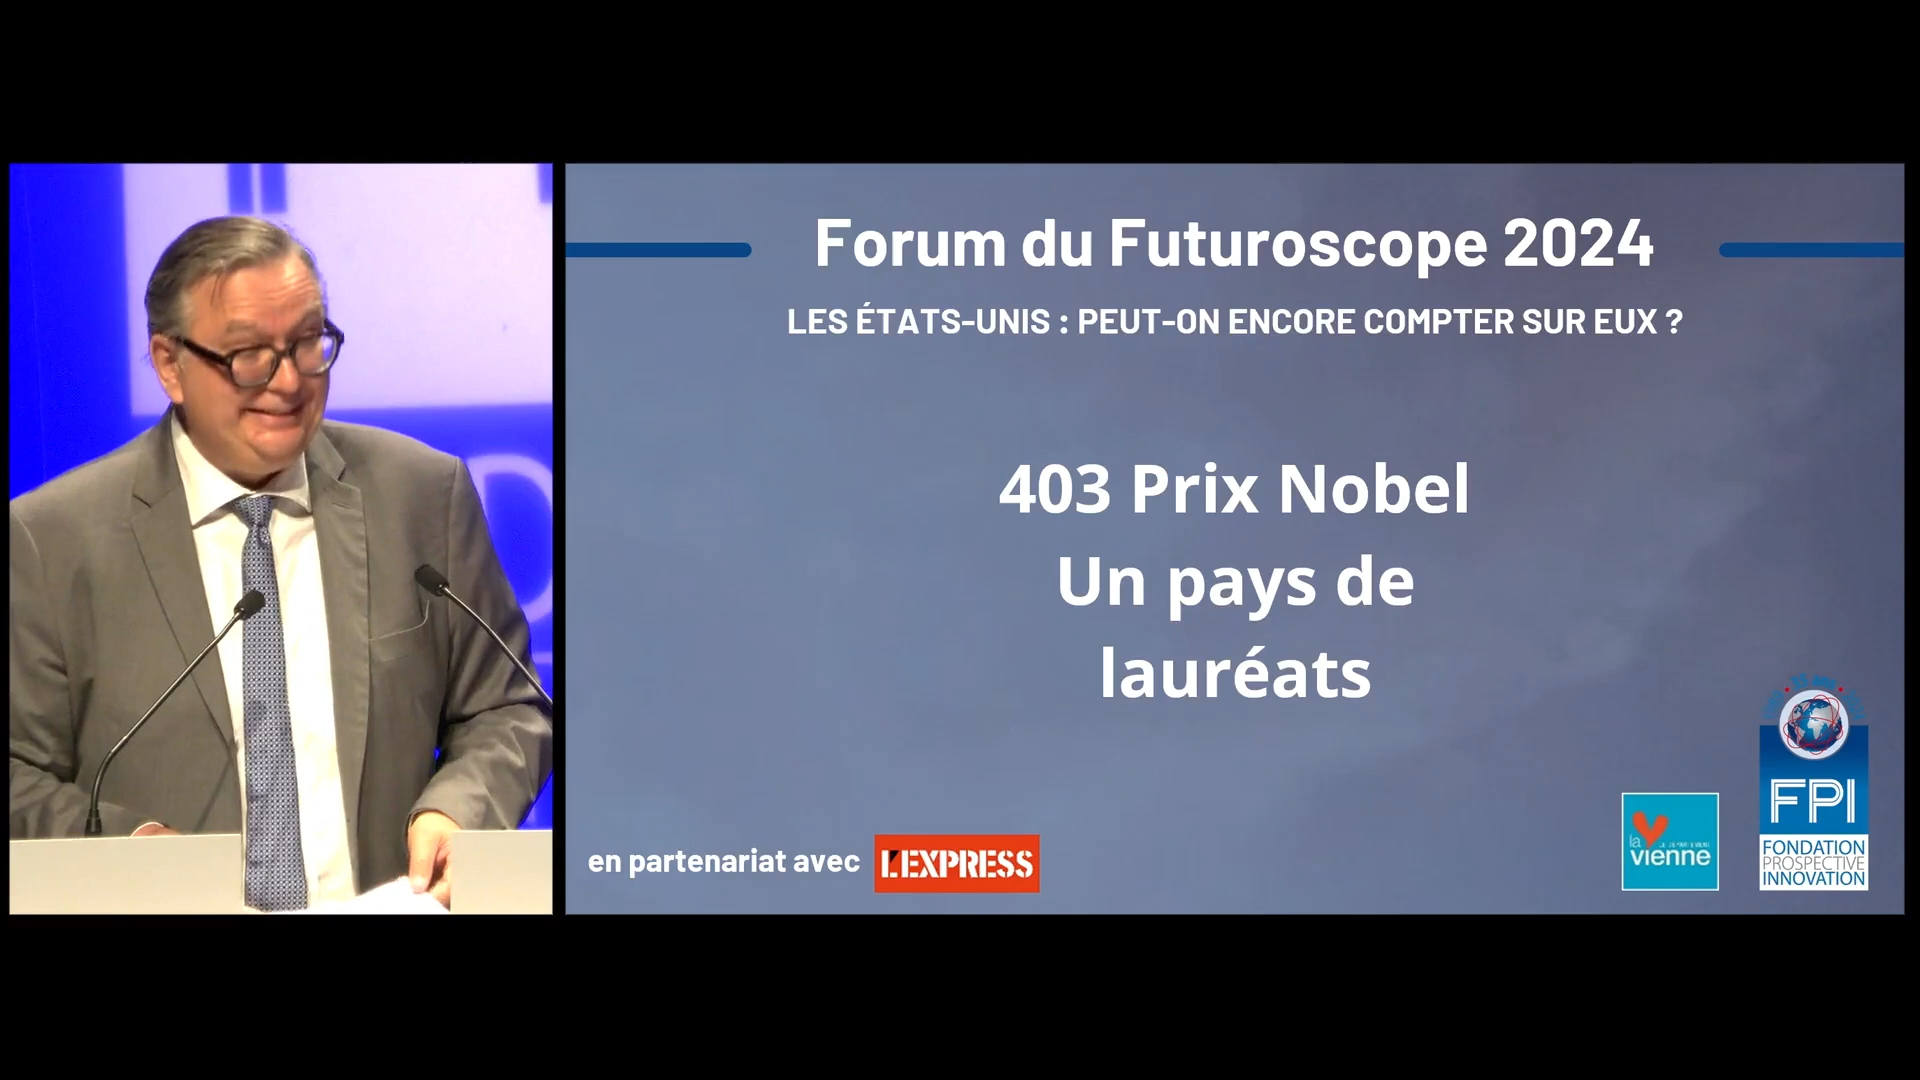 Forum du Futuroscope 2024
LES ÉTATS-UNIS : PEUT-ON ENCORE COMPTER SUR EUX ?
403 Prix Nobel
Un pays de
lauréats
en partenariat avec L'EXPRESS
la
vienne
FPI
FONDATION
PROSPECTIVE
INNOVATION